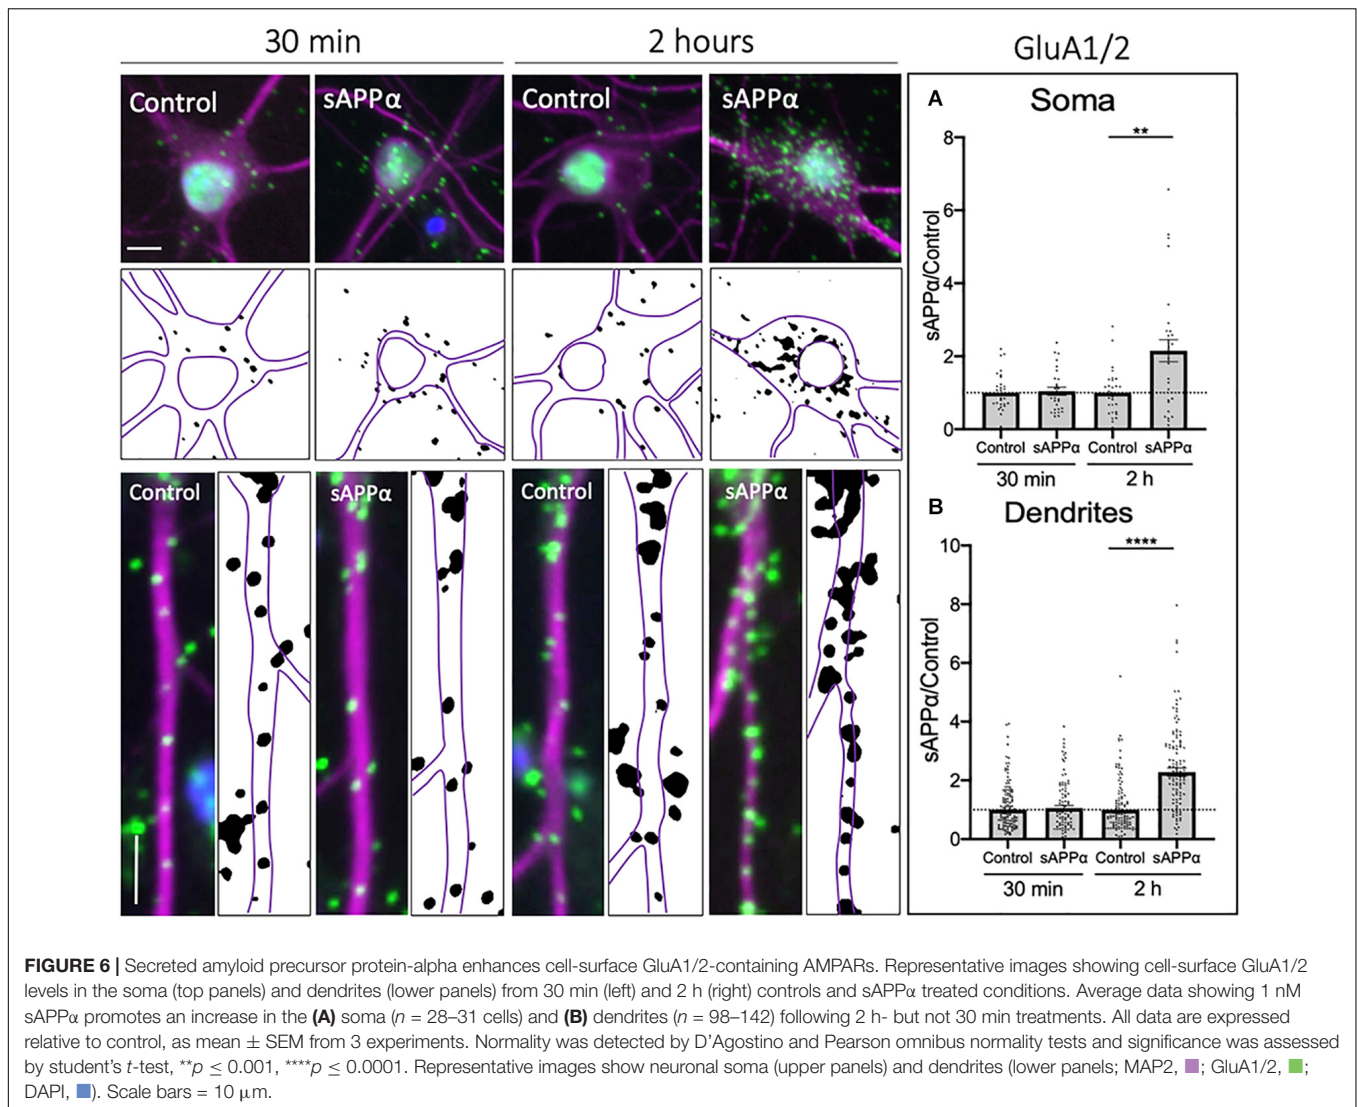 30 min
2 hours
GluA1/2
Control
sAPPα
Control
sAPPα
Control
sAPPα
Control
sAPPα
A
Soma
**
8
6
4
2
0
sAPPα/Control
Control sAPPα Control sAPPα
30 min 2 h
B
Dendrites
****
10
8
6
4
2
0
sAPPα/Control
Control sAPPα Control sAPPα
30 min 2 h
FIGURE 6 | Secreted amyloid precursor protein-alpha enhances cell-surface GluA1/2-containing AMPARs. Representative images showing cell-surface GluA1/2
levels in the soma (top panels) and dendrites (lower panels) from 30 min (left) and 2 h (right) controls and sAPPα treated conditions. Average data showing 1 nM
sAPPα promotes an increase in the (A) soma (n = 28–31 cells) and (B) dendrites (n = 98–142) following 2 h- but not 30 min treatments. All data are expressed
relative to control, as mean ± SEM from 3 experiments. Normality was detected by D'Agostino and Pearson omnibus normality tests and significance was assessed
by student's t-test, **p ≤ 0.001, ****p ≤ 0.0001. Representative images show neuronal soma (upper panels) and dendrites (lower panels; MAP2, ■; GluA1/2, ■;
DAPI, ■). Scale bars = 10 μm.